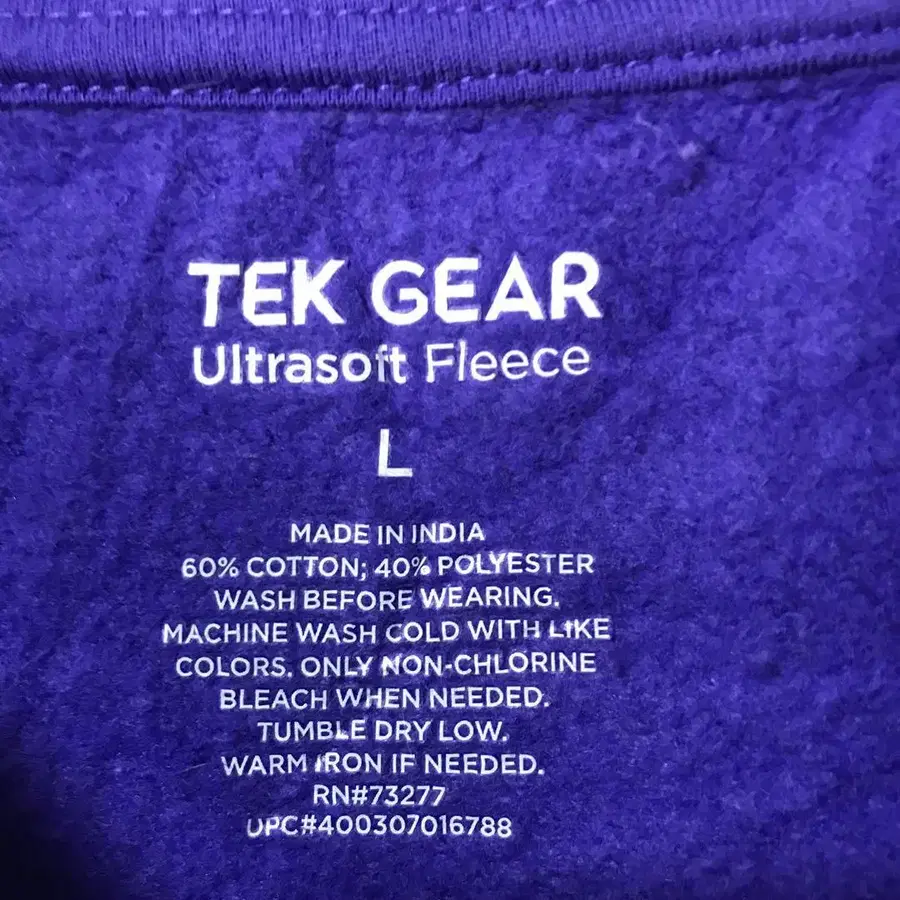 TEK GEAR
Ultrasoft Fleece
L
MADE IN INDIA
60% COTTON; 40% POLYESTER
WASH BEFORE WEARING.
MACHINE WASH COLD WITH LIKE
COLORS. ONLY NON-CHLORINE
BLEACH WHEN NEEDED.
TUMBLE DRY LOW.
WARM IRON IF NEEDED.
RN#73277
UPC#400307016788